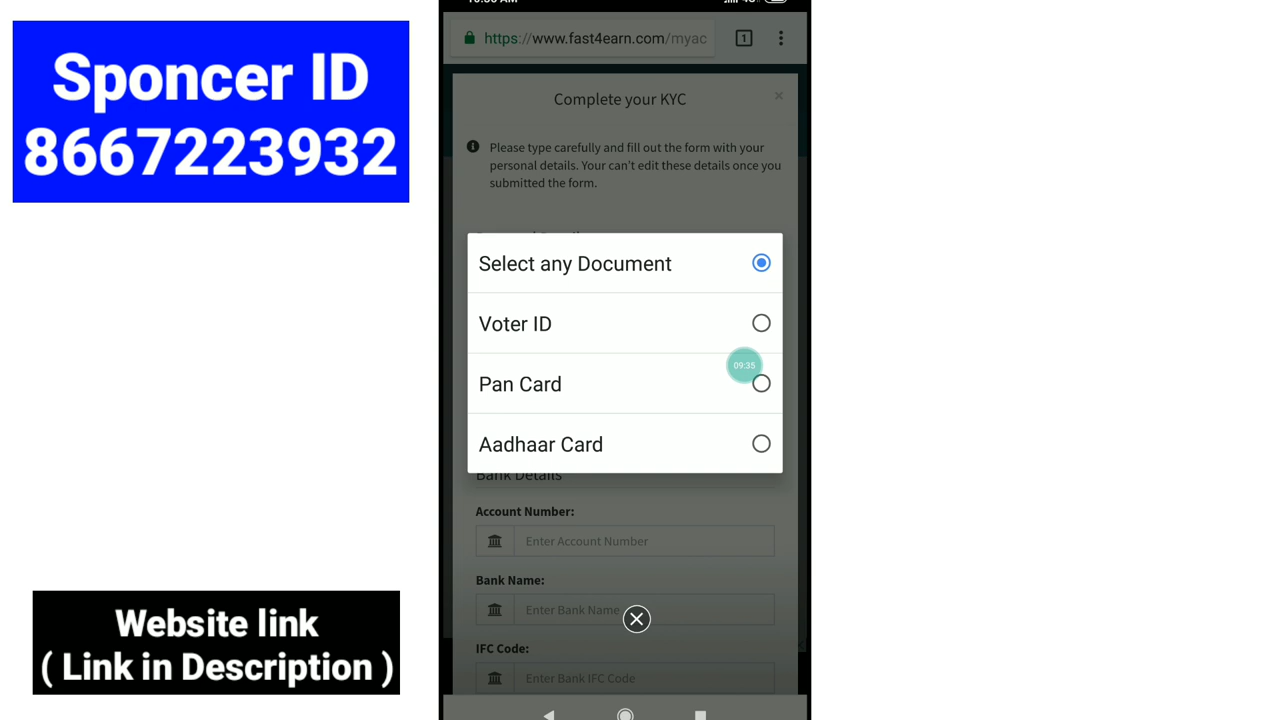 Sponcer ID
8667223932
https://www.fast4earn.com/myac
1
Complete your KYC
×
Please type carefully and fill out the form with your
personal details. Your can't edit these details once you
submitted the form.
Select any Document
Voter ID
09:35
Pan Card
Aadhaar Card
Bank Details
Account Number:
Enter Account Number
Bank Name:
Enter Bank Name
IFC Code:
Enter Bank IFC Code
Website link
( Link in Description )